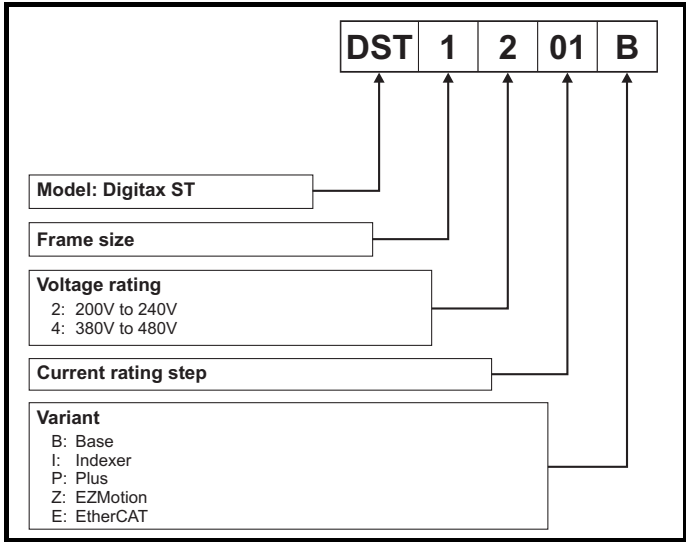 DST 1 2 01 B
Model: Digitax ST
Frame size
Voltage rating
2: 200V to 240V
4: 380V to 480V
Current rating step
Variant
B: Base
I: Indexer
P: Plus
Z: EZMotion
E: EtherCAT